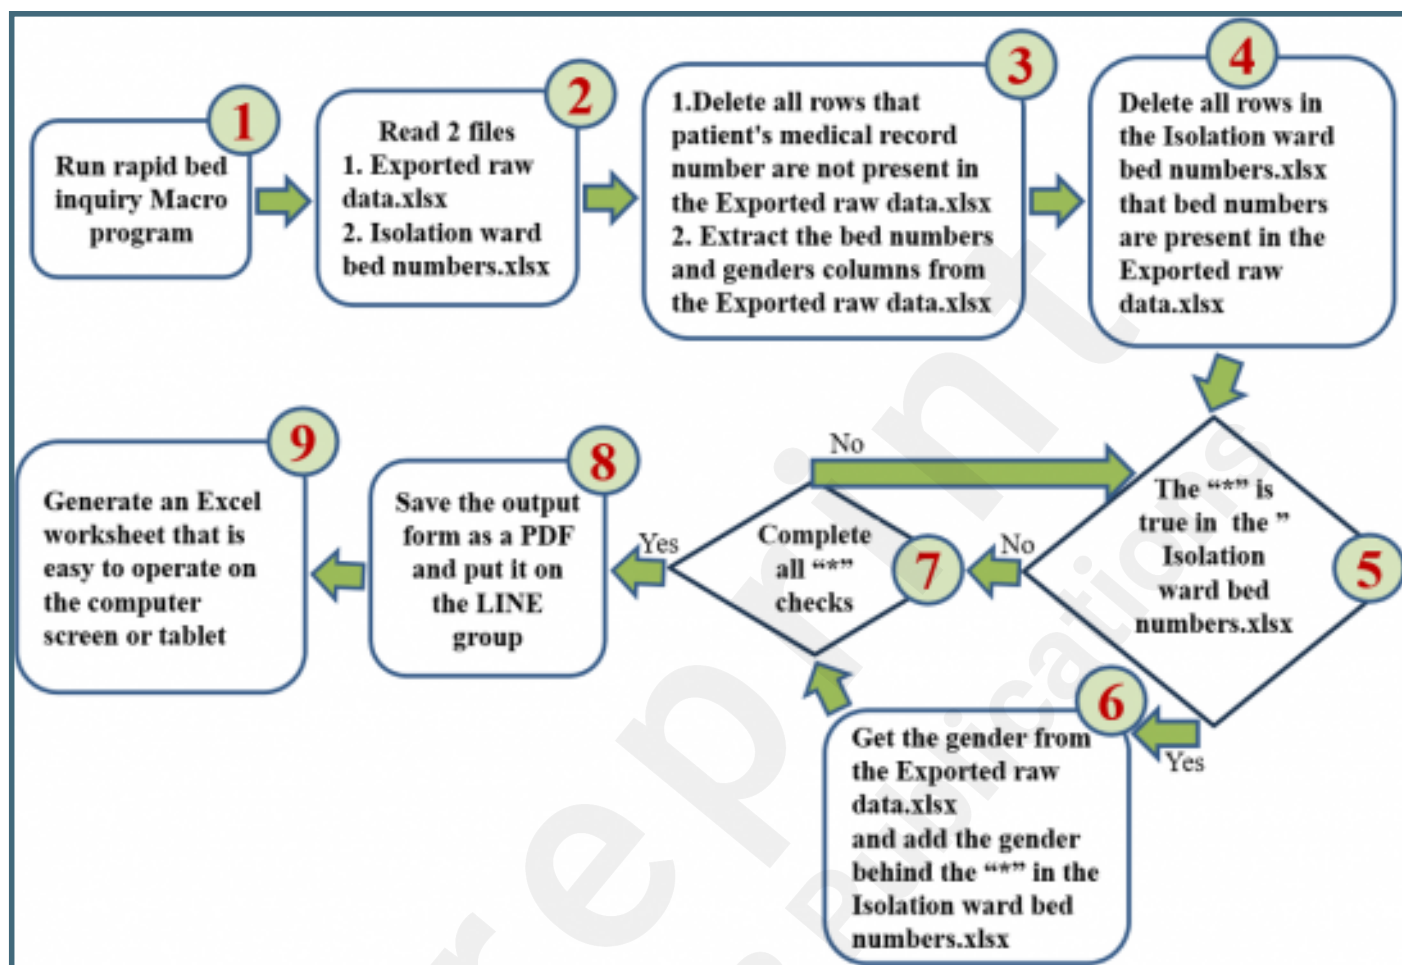 1
Run rapid bed
inquiry Macro
program
2
Read 2 files
1. Exported raw
data.xlsx
2. Isolation ward
bed numbers.xlsx
3
1.Delete all rows that
patient's medical record
number are not present in
the Exported raw data.xlsx
2. Extract the bed numbers
and genders columns from
the Exported raw data.xlsx
4
Delete all rows in
the Isolation ward
bed numbers.xlsx
that bed numbers
are present in the
Exported raw
data.xlsx
5
The “*” is
true in the ”
Isolation
ward bed
numbers.xlsx
No
Yes
6
Get the gender from
the Exported raw
data.xlsx
and add the gender
behind the “*” in the
Isolation ward bed
numbers.xlsx
7
Complete
all “*”
checks
No
Yes
8
Save the output
form as a PDF
and put it on
the LINE
group
9
Generate an Excel
worksheet that is
easy to operate on
the computer
screen or tablet
reprint
Publications